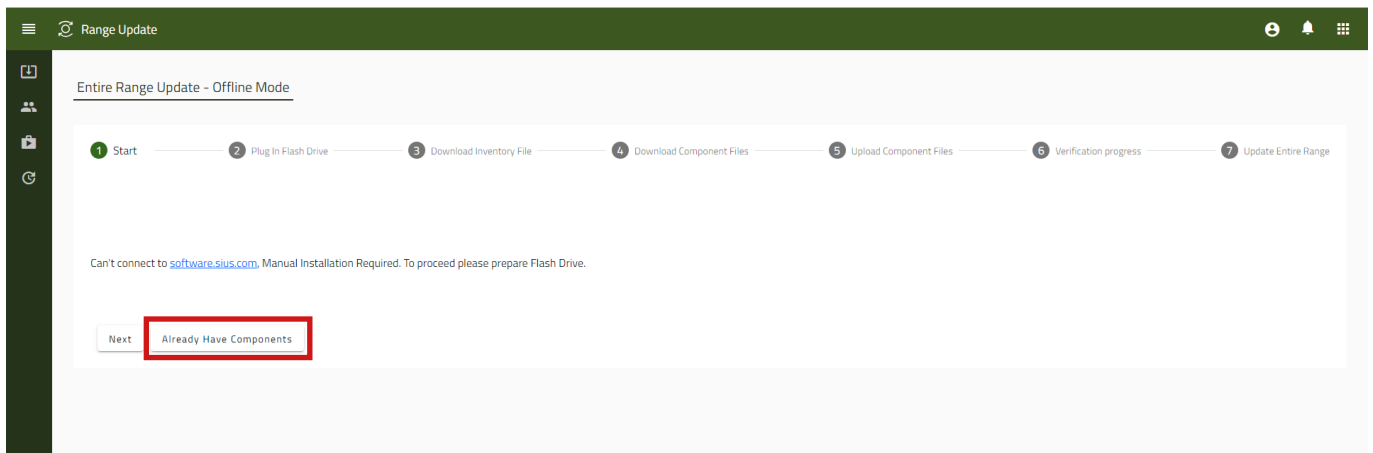 Range Update
Entire Range Update - Offline Mode
1 Start 2 Plug In Flash Drive 3 Download Inventory File 4 Download Component Files 5 Upload Component Files 6 Verification progress 7 Update Entire Range
Can't connect to software.sius.com, Manual Installation Required. To proceed please prepare Flash Drive.
Next Already Have Components